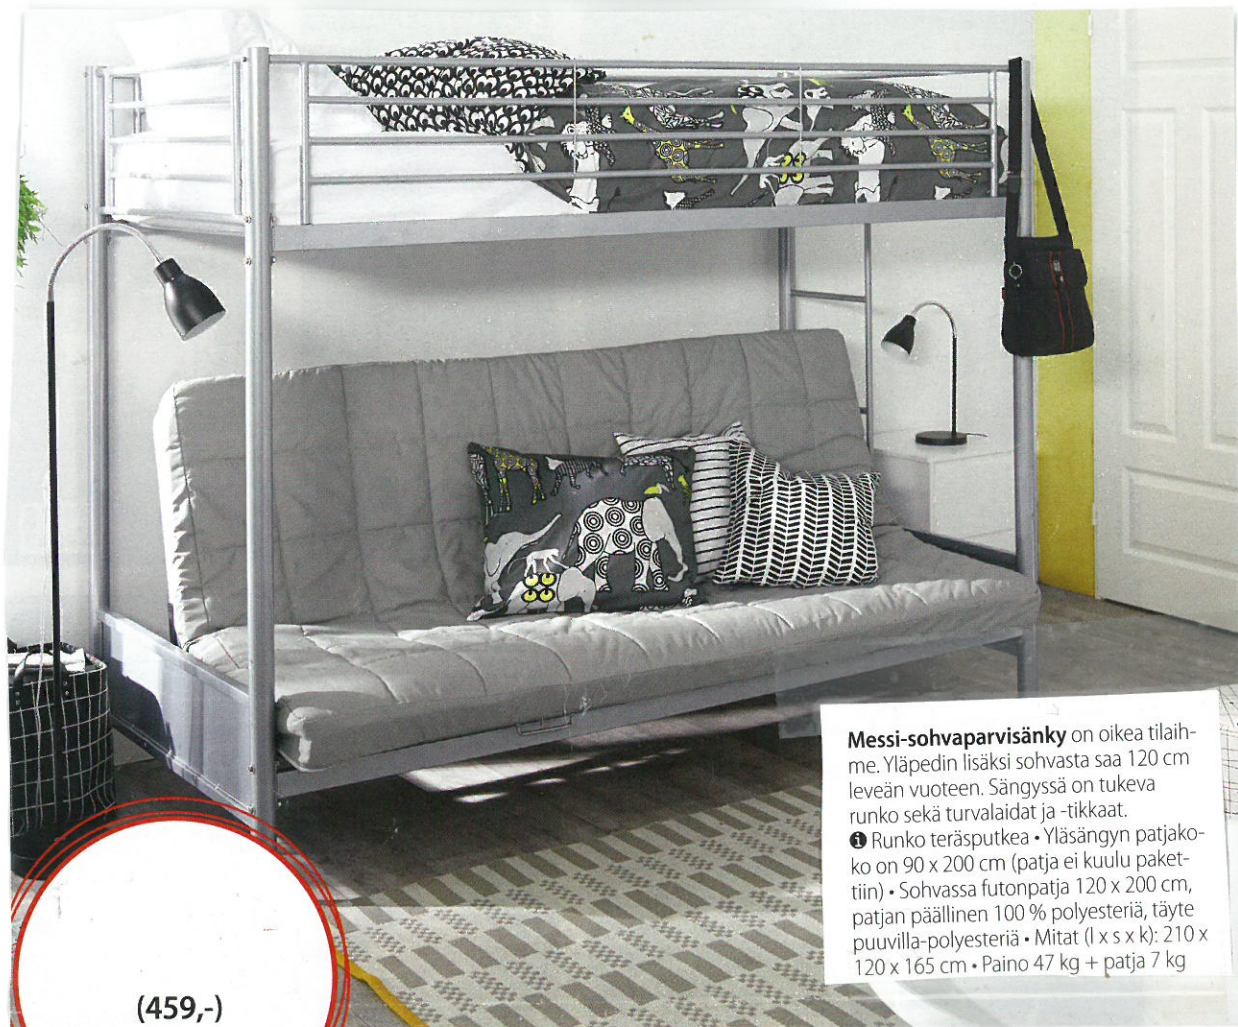 Messi-sohvaparvisänky on oikea tilaih-
me. Yläpedin lisäksi sohvasta saa 120 cm
leveän vuoteen. Sängyssä on tukeva
runko sekä turvalaidat ja -tikkaat.
i Runko teräsputkea • Yläsängyn patjako-
ko on 90 x 200 cm (patja ei kuulu paket-
tiin) • Sohvassa futonpatja 120 x 200 cm,
patjan päällinen 100 % polyesteriä, täyte
puuvilla-polyesteriä • Mitat (l x s x k): 210 x
120 x 165 cm • Paino 47 kg + patja 7 kg
(459,-)